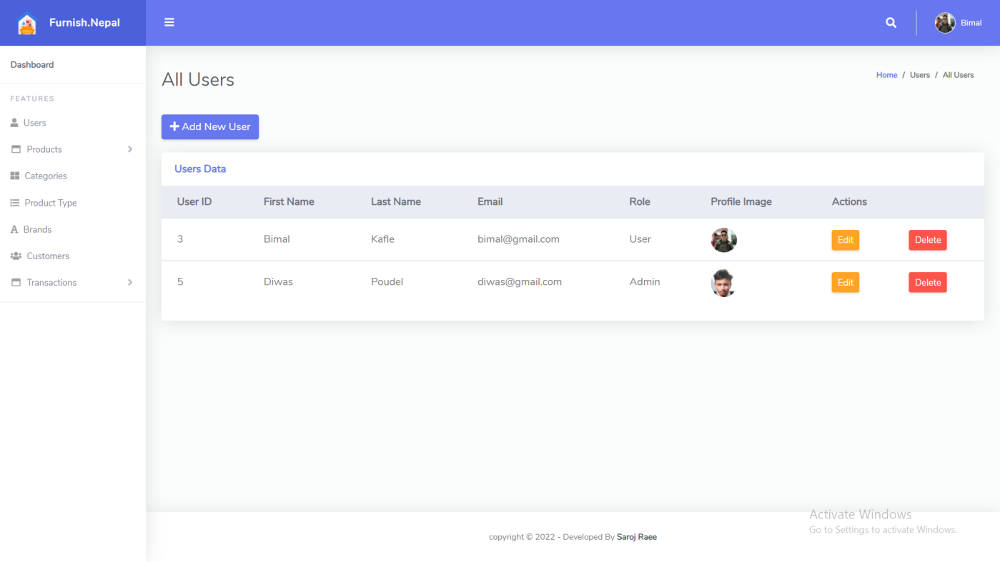 Furnish.Nepal
Bimal
Dashboard
FEATURES
Users
Products
Categories
Product Type
Brands
Customers
Transactions
All Users
Home / Users / All Users
Add New User
Users Data
User ID First Name Last Name Email Role Profile Image Actions
3 Bimal Kafle bimal@gmail.com User Edit Delete
5 Diwas Poudel diwas@gmail.com Admin Edit Delete
Activate Windows
Go to Settings to activate Windows.
copyright © 2022 - Developed By Saroj Raee